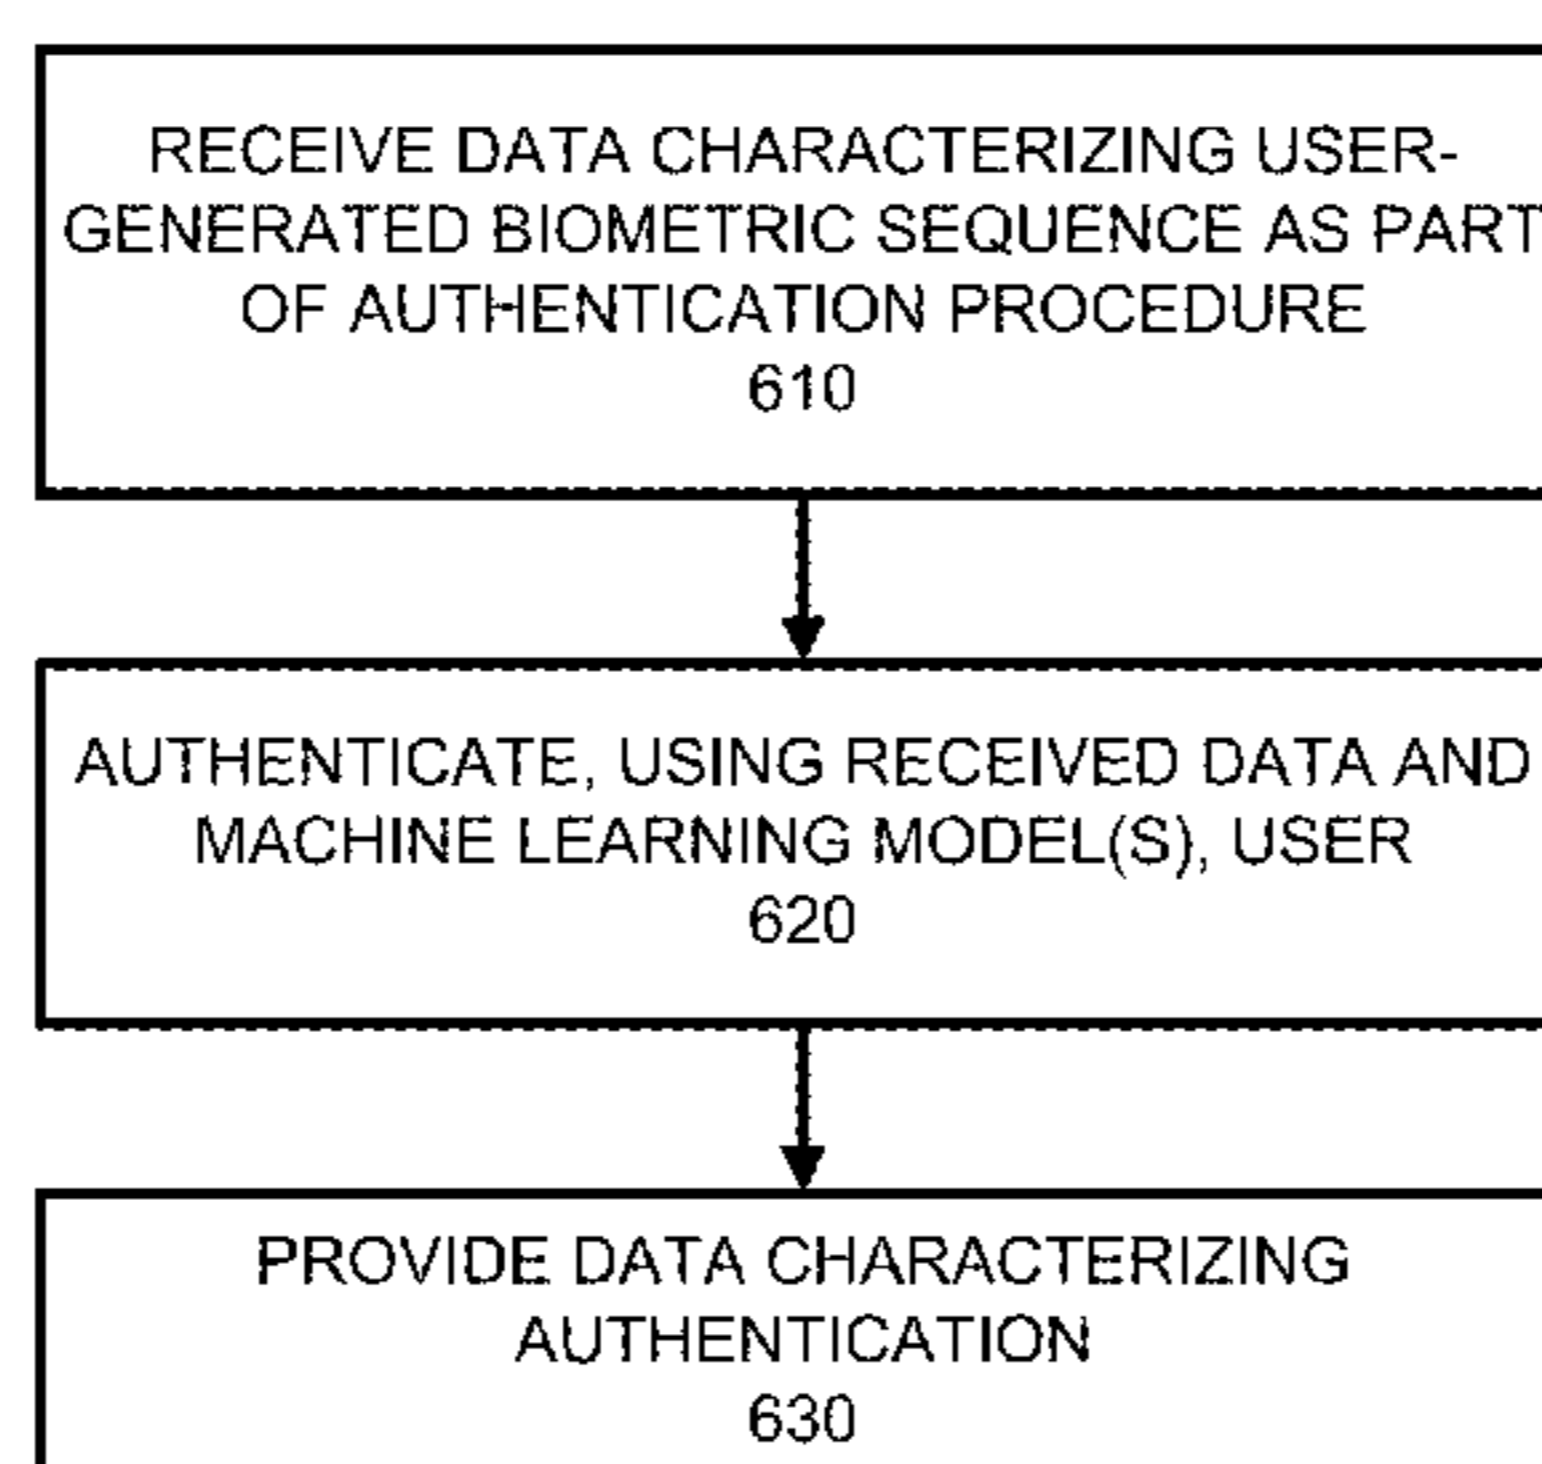 RECEIVE DATA CHARACTERIZING USER-
GENERATED BIOMETRIC SEQUENCE AS PART
OF AUTHENTICATION PROCEDURE
610
AUTHENTICATE, USING RECEIVED DATA AND
MACHINE LEARNING MODEL(S), USER
620
PROVIDE DATA CHARACTERIZING
AUTHENTICATION
630